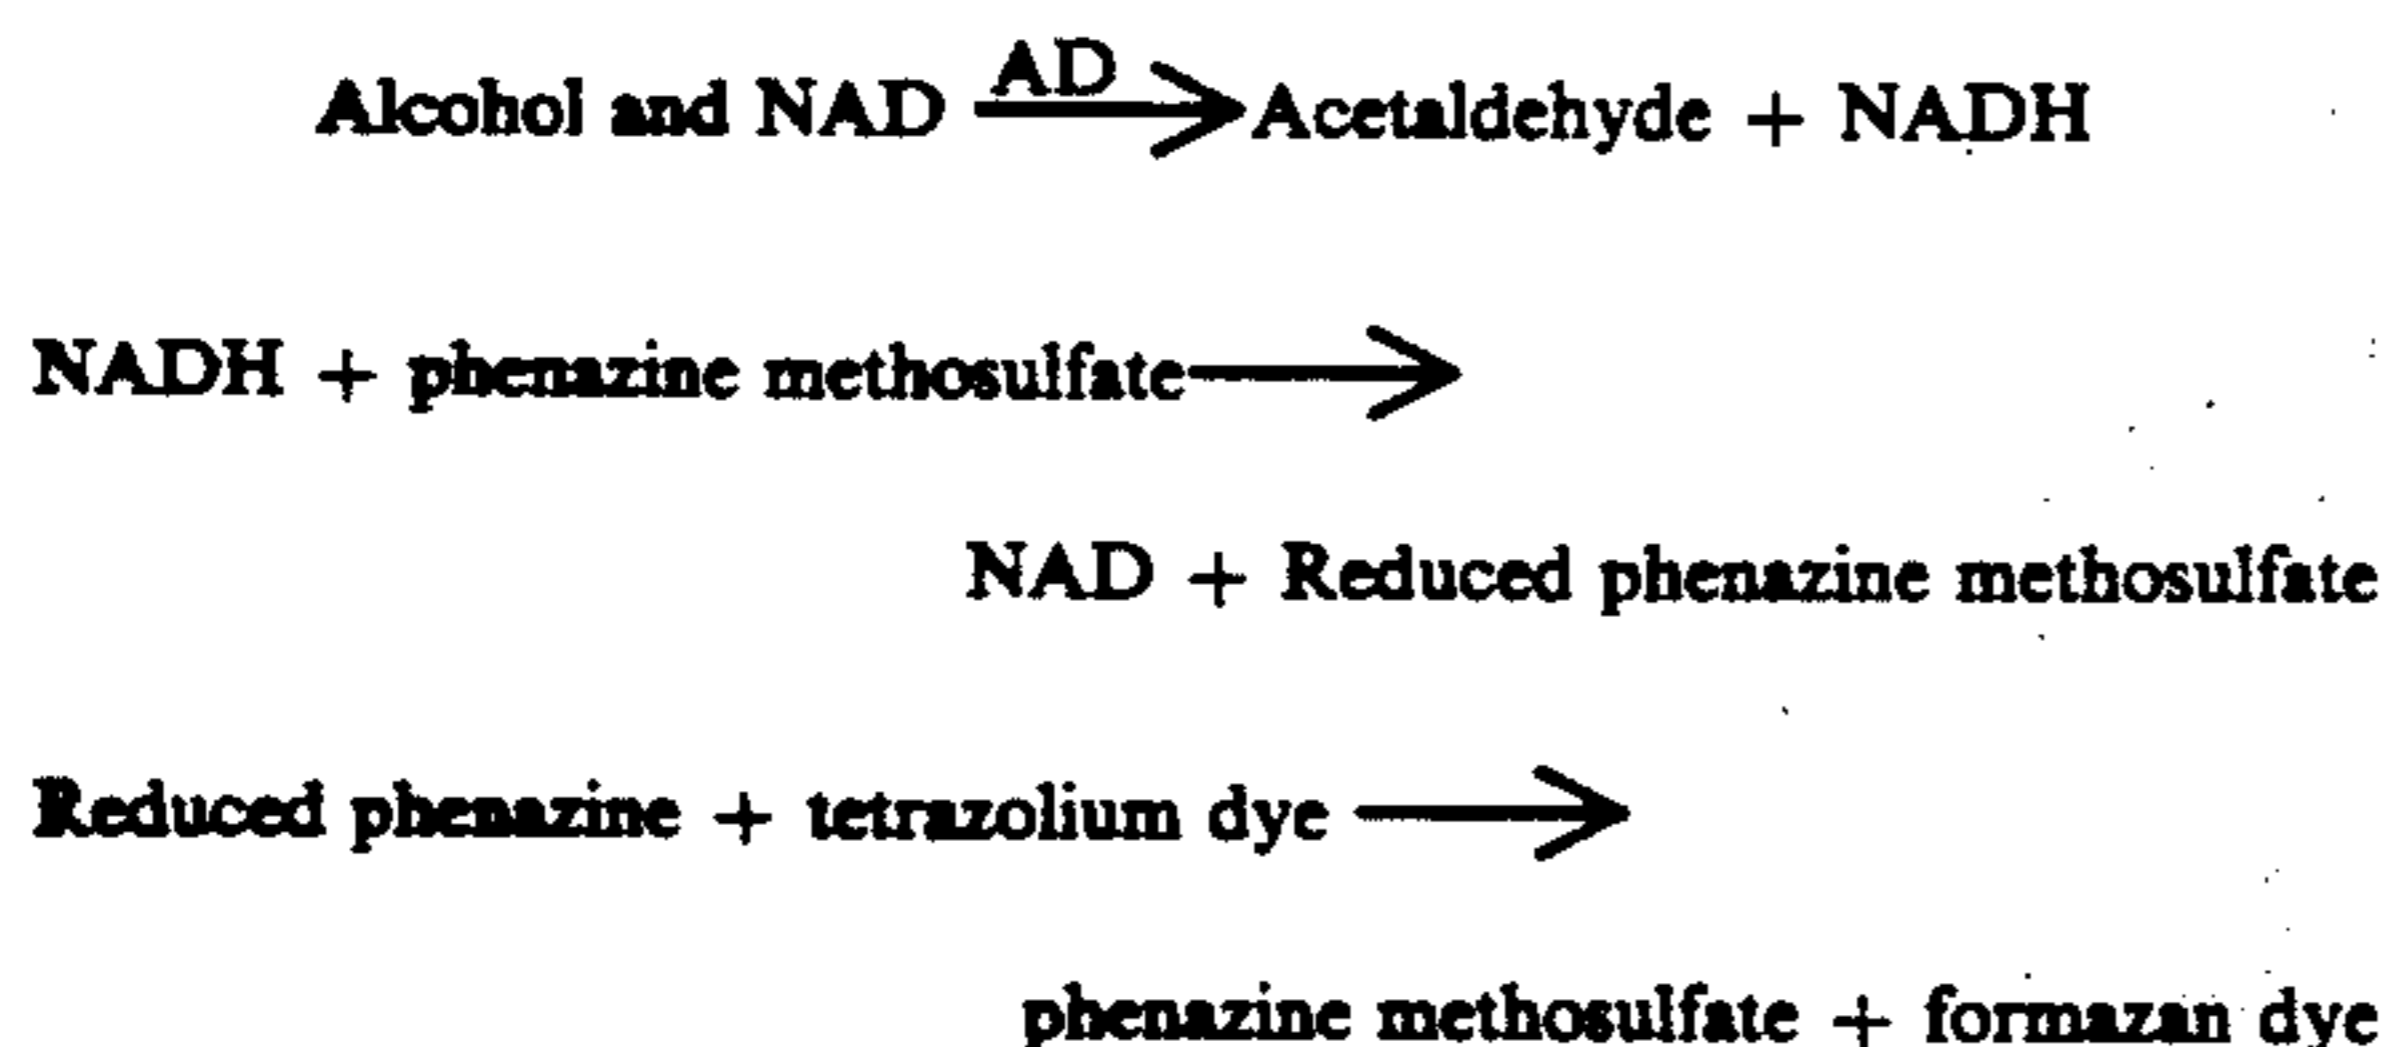 Alcohol and NAD AD Acetaldehyde + NADH
NADH + phenazine methosulfate
NAD + Reduced phenazine methosulfate
Reduced phenazine + tetrazolium dye
phenazine methosulfate + formazan dye